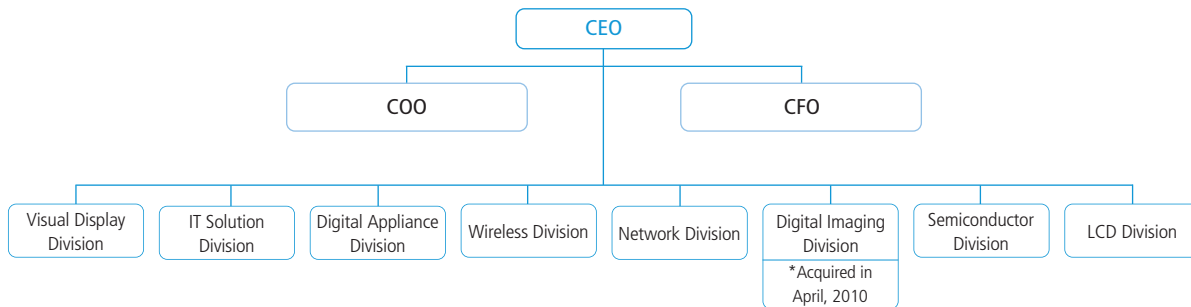 CEO
COO
CFO
Visual Display
Division
IT Solution
Division
Digital Appliance
Division
Wireless Division
Network Division
Digital Imaging
Division
*Acquired in
April, 2010
Semiconductor
Division
LCD Division